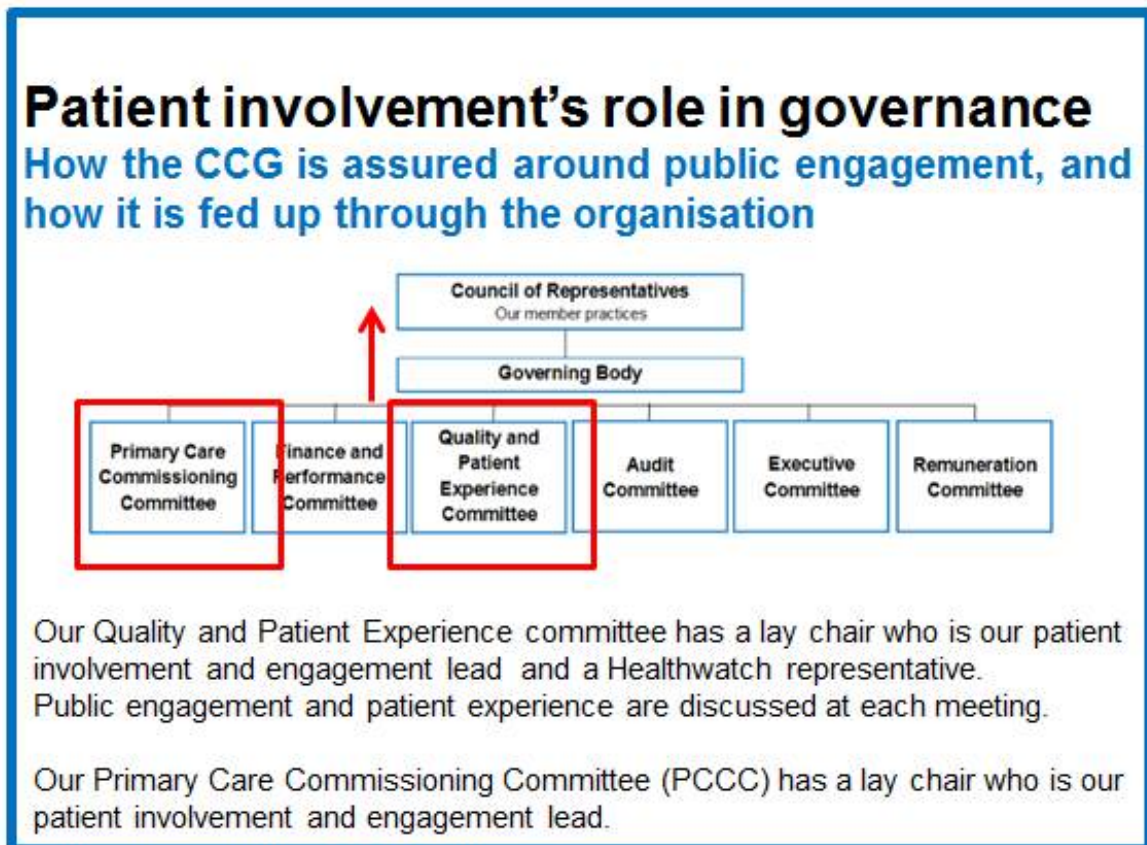 Patient involvement's role in governance
How the CCG is assured around public engagement, and
how it is fed up through the organisation
Council of Representatives
Our member practices
Governing Body
Primary Care
Commissioning
Committee
Finance and
Performance
Committee
Quality and
Patient
Experience
Committee
Audit
Committee
Executive
Committee
Remuneration
Committee
Our Quality and Patient Experience committee has a lay chair who is our patient
involvement and engagement lead and a Healthwatch representative.
Public engagement and patient experience are discussed at each meeting.
Our Primary Care Commissioning Committee (PCCC) has a lay chair who is our
patient involvement and engagement lead.